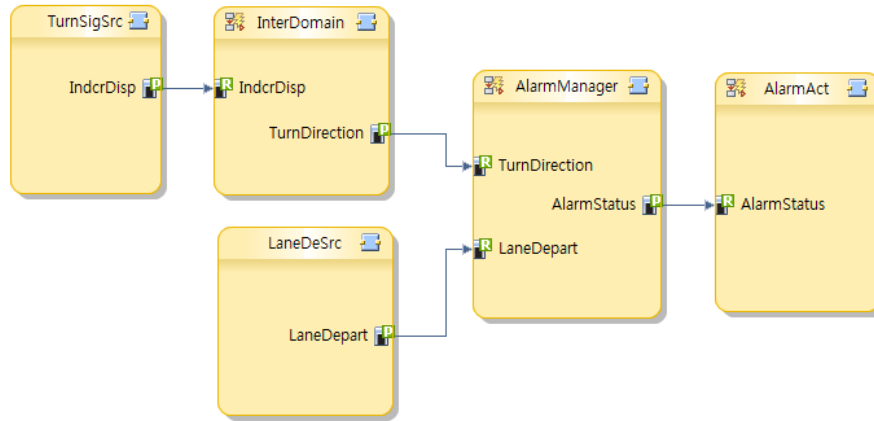 TurnSigSrc
IndcrDisp P
InterDomain
R IndcrDisp
TurnDirection P
LaneDeSrc
LaneDepart P
AlarmManager
R TurnDirection
AlarmStatus P
R LaneDepart
AlarmAct
R AlarmStatus